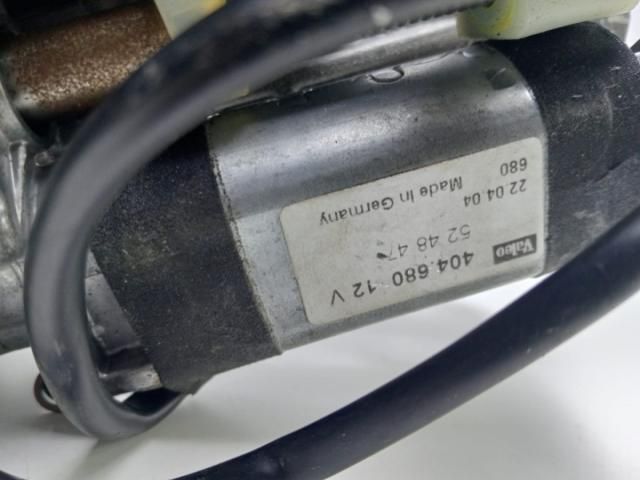 Valeo
404.680 12 V
52 48 47
Made In Germany
22.04.04
680